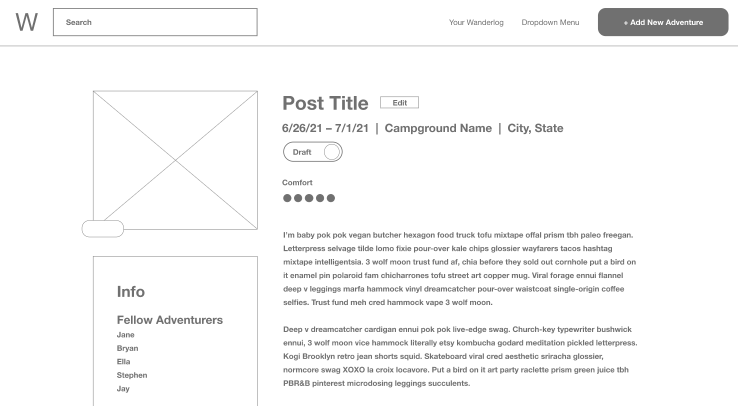 W
Search
Your Wanderlog
Dropdown Menu
+ Add New Adventure
Post Title
Edit
6/26/21 – 7/1/21 | Campground Name | City, State
Draft
Comfort
I'm baby pok pok vegan butcher hexagon food truck tofu mixtape offal prism tbh paleo freegan.
Letterpress selvage tilde lomo fixie pour-over kale chips glossier wayfarers tacos hashtag
mixtape intelligentsia. 3 wolf moon trust fund af, chia before they sold out cornhole put a bird on
it enamel pin polaroid fam chicharrones tofu street art copper mug. Viral forage ennui flannel
deep v leggings marfa hammock vinyl dreamcatcher pour-over waistcoat single-origin coffee
selfies. Trust fund meh cred hammock vape 3 wolf moon.
Deep v dreamcatcher cardigan ennui pok pok live-edge swag. Church-key typewriter bushwick
ennui, 3 wolf moon vice hammock literally etsy kombucha godard meditation pickled letterpress.
Kogi Brooklyn retro jean shorts squid. Skateboard viral cred aesthetic sriracha glossier,
normcore swag XOXO la croix locavore. Put a bird on it art party raclette prism green juice tbh
PBR&B pinterest microdosing leggings succulents.
Info
Fellow Adventurers
Jane
Bryan
Ella
Stephen
Jay